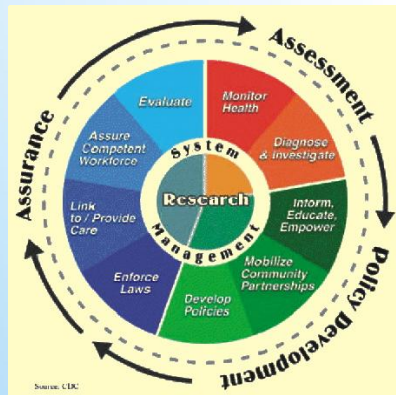 Assessment
Policy Development
Assurance
Monitor
Health
Diagnose
& Investigate
Inform,
Educate,
Empower
Mobilize
Community
Partnerships
Develop
Policies
Enforce
Laws
Link
to / Provide
Care
Assure
Competent
Workforce
Evaluate
System
Management
Research
Source: CDC